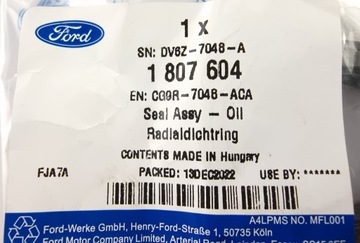 Ford
1 x
SN: DV6Z-7048-A
1 807 604
EN: CG9R-7048-ACA
Seal Assy - Oil
Radialdichtring
CONTENTS MADE IN Hungary
FJA7A
PACKED: 13DEC2022
USE BY: *******
A4LPMS NO. MFL001
Ford-Werke GmbH, Henry-Ford-Straße 1, 50735 Köln
Ford Motor Company Limited, Arterial Road,